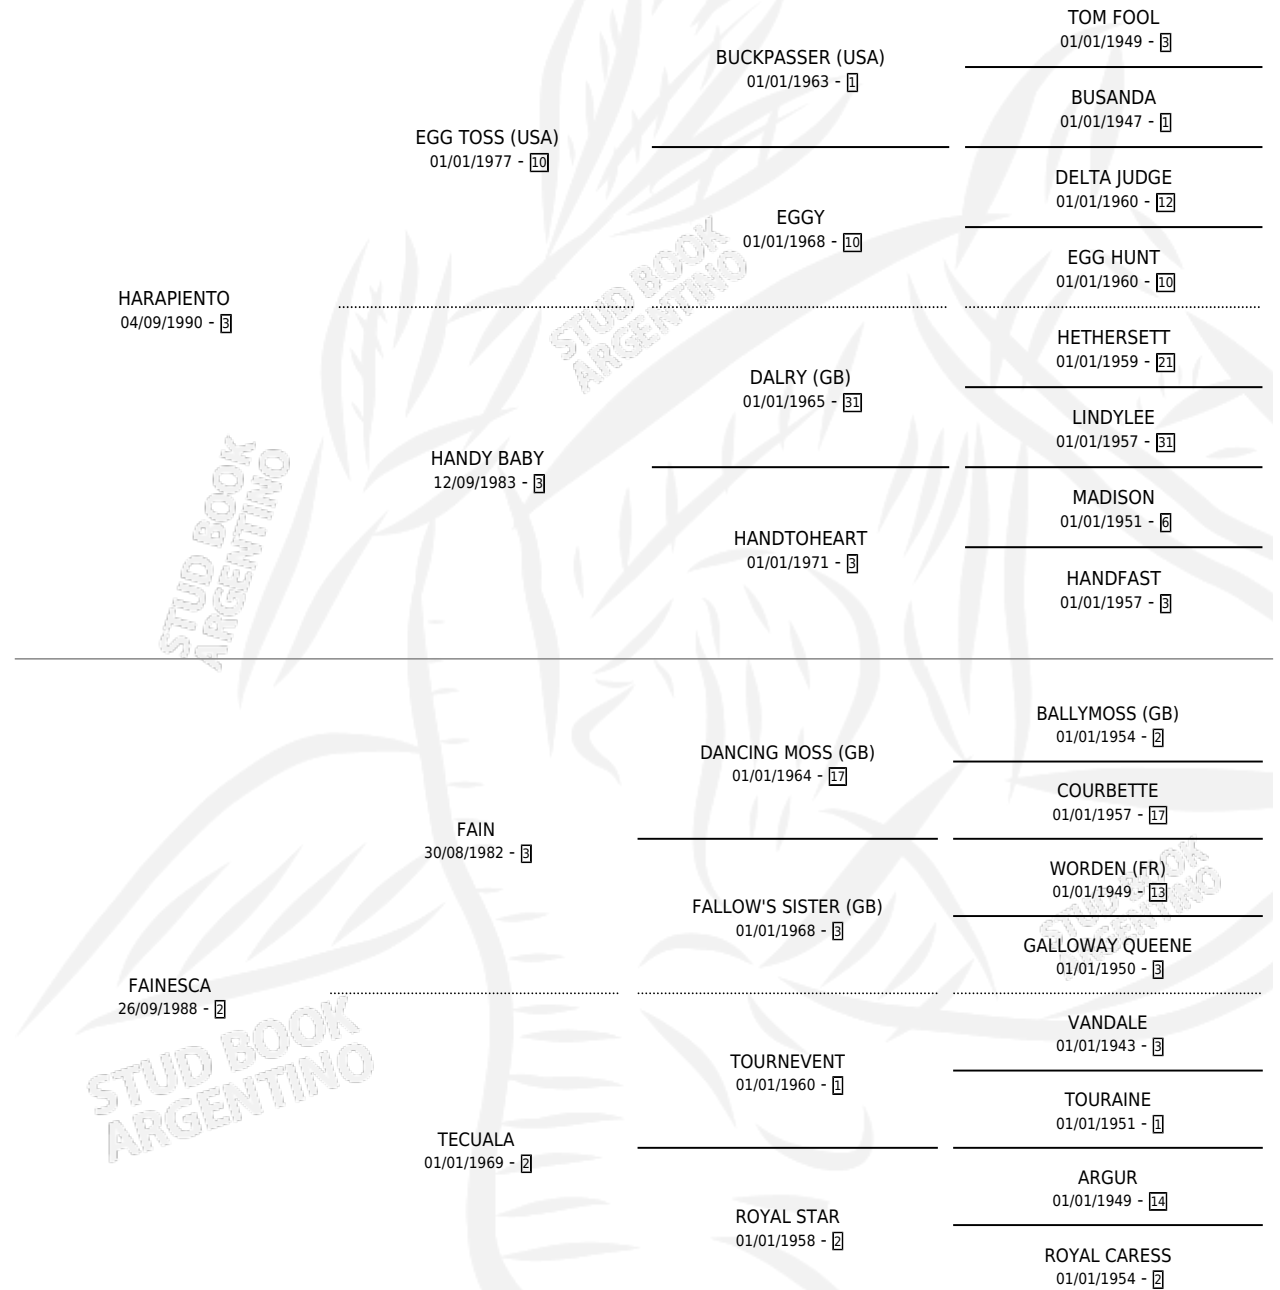 TOM FOOL
01/01/1949 - 3
BUCKPASSER (USA)
01/01/1963 - 1
BUSANDA
01/01/1947 - 1
EGG TOSS (USA)
01/01/1977 - 10
DELTA JUDGE
01/01/1960 - 12
EGGY
01/01/1968 - 10
EGG HUNT
01/01/1960 - 10
HARAPIENTO
04/09/1990 - 3
HETHERSETT
01/01/1959 - 21
DALRY (GB)
01/01/1965 - 31
LINDYLEE
01/01/1957 - 31
HANDY BABY
12/09/1983 - 3
MADISON
01/01/1951 - 6
HANDTOHEART
01/01/1971 - 3
HANDFAST
01/01/1957 - 3
STUD BOOK
ARGENTINO
STUD BOOK
ARGENTINO
BALLYMOSS (GB)
01/01/1954 - 2
DANCING MOSS (GB)
01/01/1964 - 17
COURBETTE
01/01/1957 - 17
FAIN
30/08/1982 - 3
WORDEN (FR)
01/01/1949 - 13
FALLOW'S SISTER (GB)
01/01/1968 - 3
GALLOWAY QUEENE
01/01/1950 - 3
FAINESCA
26/09/1988 - 2
VANDALE
01/01/1943 - 3
TOURNEVENT
01/01/1960 - 1
TOURAINE
01/01/1951 - 1
TECUALA
01/01/1969 - 2
ARGUR
01/01/1949 - 14
ROYAL STAR
01/01/1958 - 2
ROYAL CARESS
01/01/1954 - 2
STUD BOOK
ARGENTINO
STUD BOOK
ARGENTINO